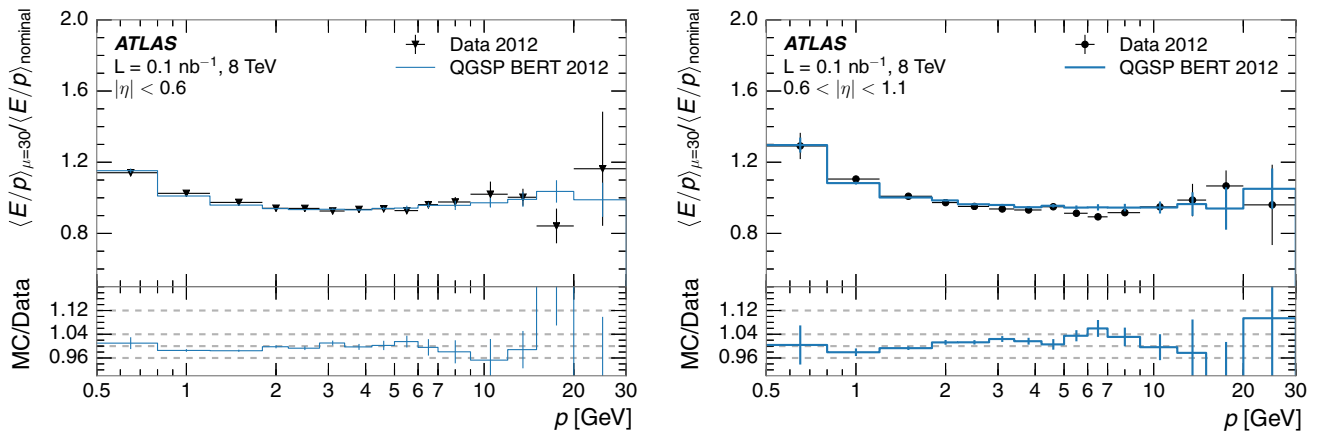 2.0
1.6
1.2
0.8
⟨E/p⟩μ=30/⟨E/p⟩nominal
ATLAS
L = 0.1 nb⁻¹, 8 TeV
|η| < 0.6
Data 2012
QGSP BERT 2012
MC/Data
1.12
1.04
0.96
0.5 1 2 3 4 5 6 7 10 20 30
p [GeV]
2.0
1.6
1.2
0.8
⟨E/p⟩μ=30/⟨E/p⟩nominal
ATLAS
L = 0.1 nb⁻¹, 8 TeV
0.6 < |η| < 1.1
Data 2012
QGSP BERT 2012
MC/Data
1.12
1.04
0.96
0.5 1 2 3 4 5 6 7 10 20 30
p [GeV]